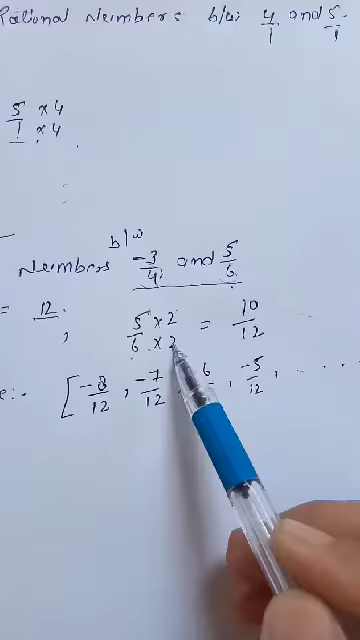 Rational Numbers b/w 4/1 and 5/1.
5/1 ×4/×4
b/w
Numbers -3/4 and 5/6
= 12, 5/6 ×2/×2 = 10/12
e:- [-8/12, -7/12, 6, -5/12, ......